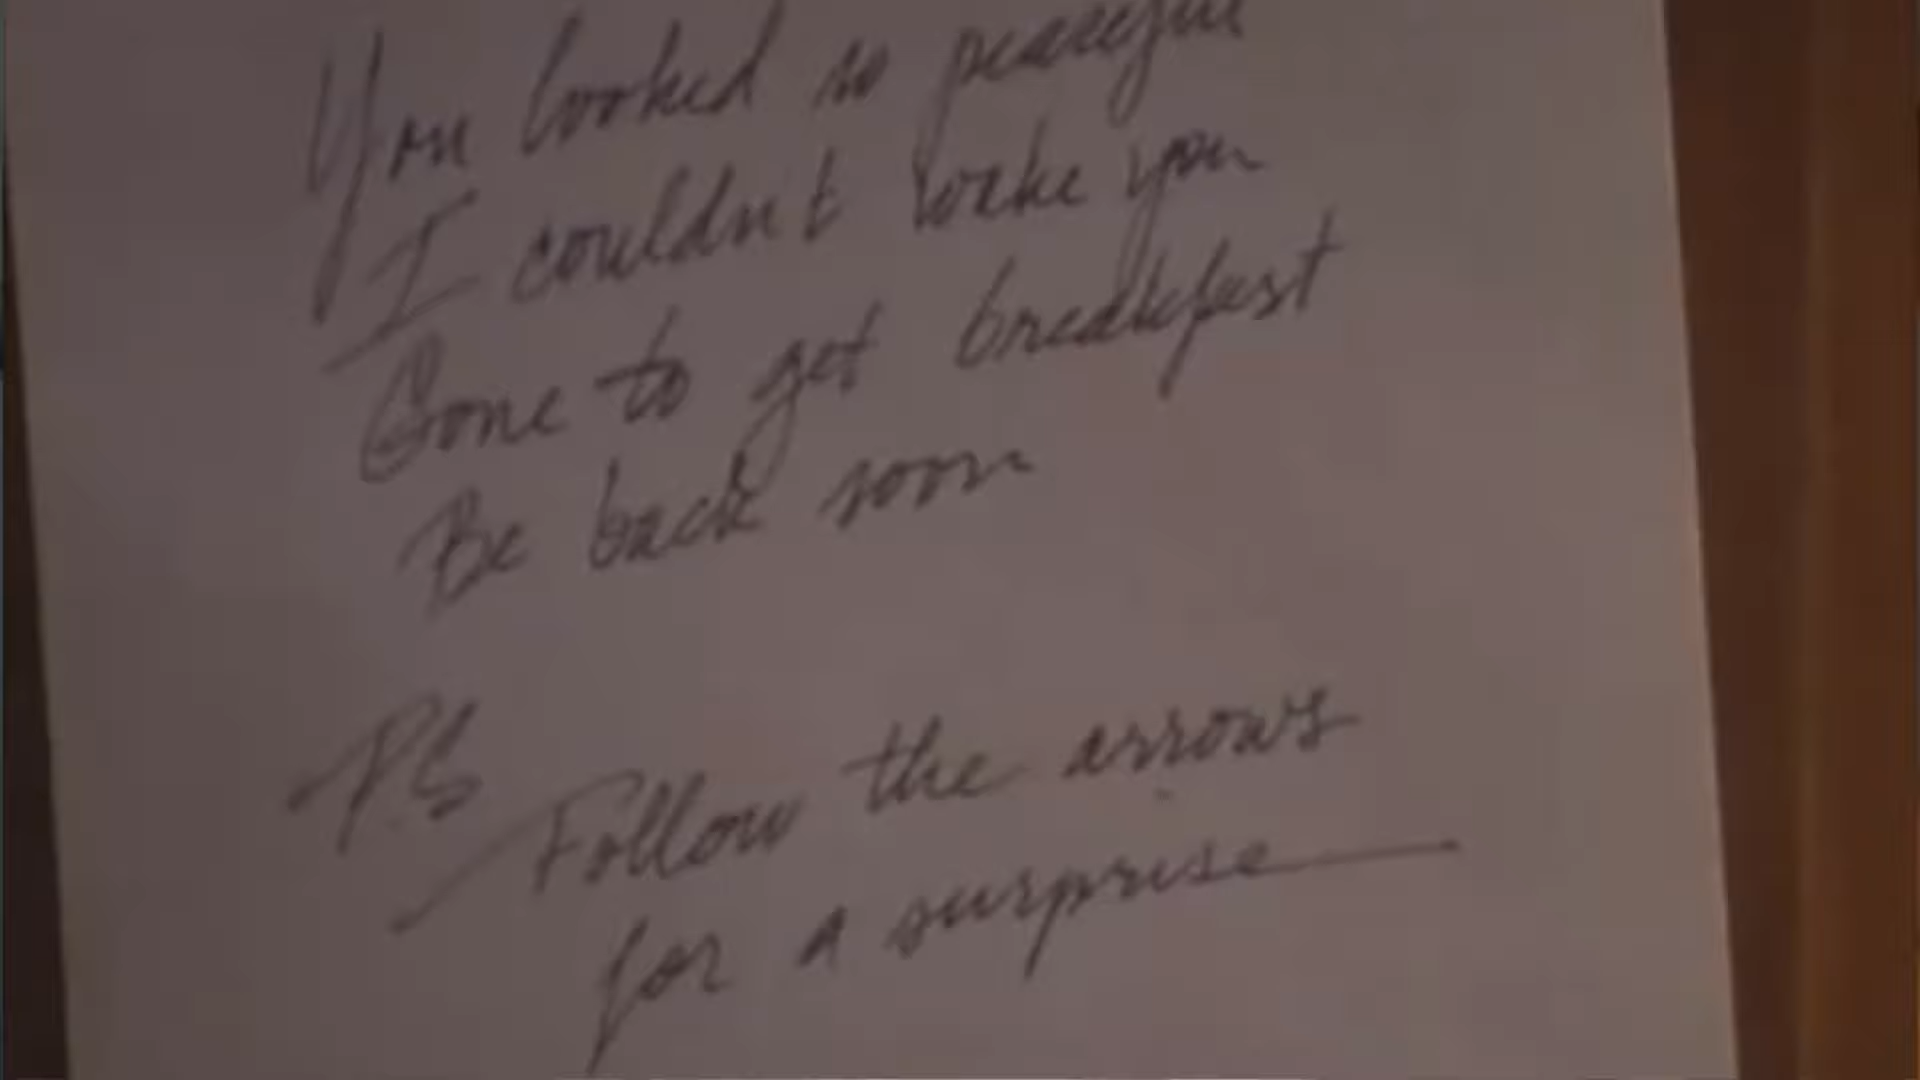 You looked so peaceful
I couldn't wake you
Gone to get breakfast
Be back soon
PS
Follow the arrows
for a surprise